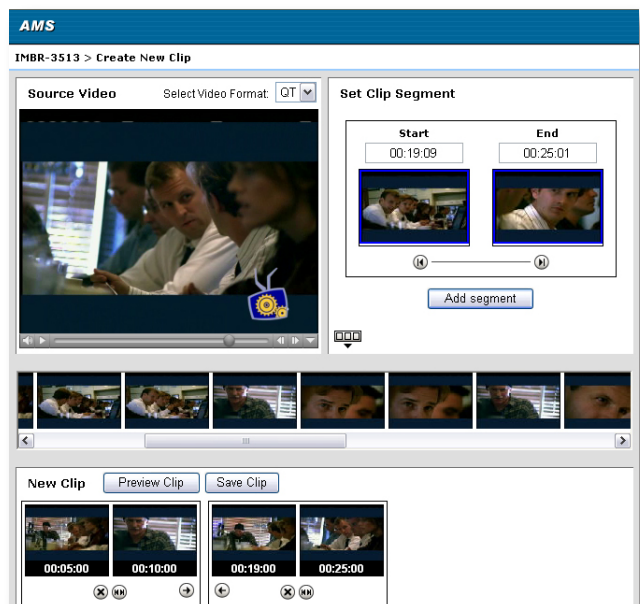 AMS
IMBR-3513 > Create New Clip
Source Video
Select Video Format: QT
Set Clip Segment
Start
End
00:19:09
00:25:01
Add segment
New Clip
Preview Clip
Save Clip
00:05:00
00:10:00
00:19:00
00:25:00